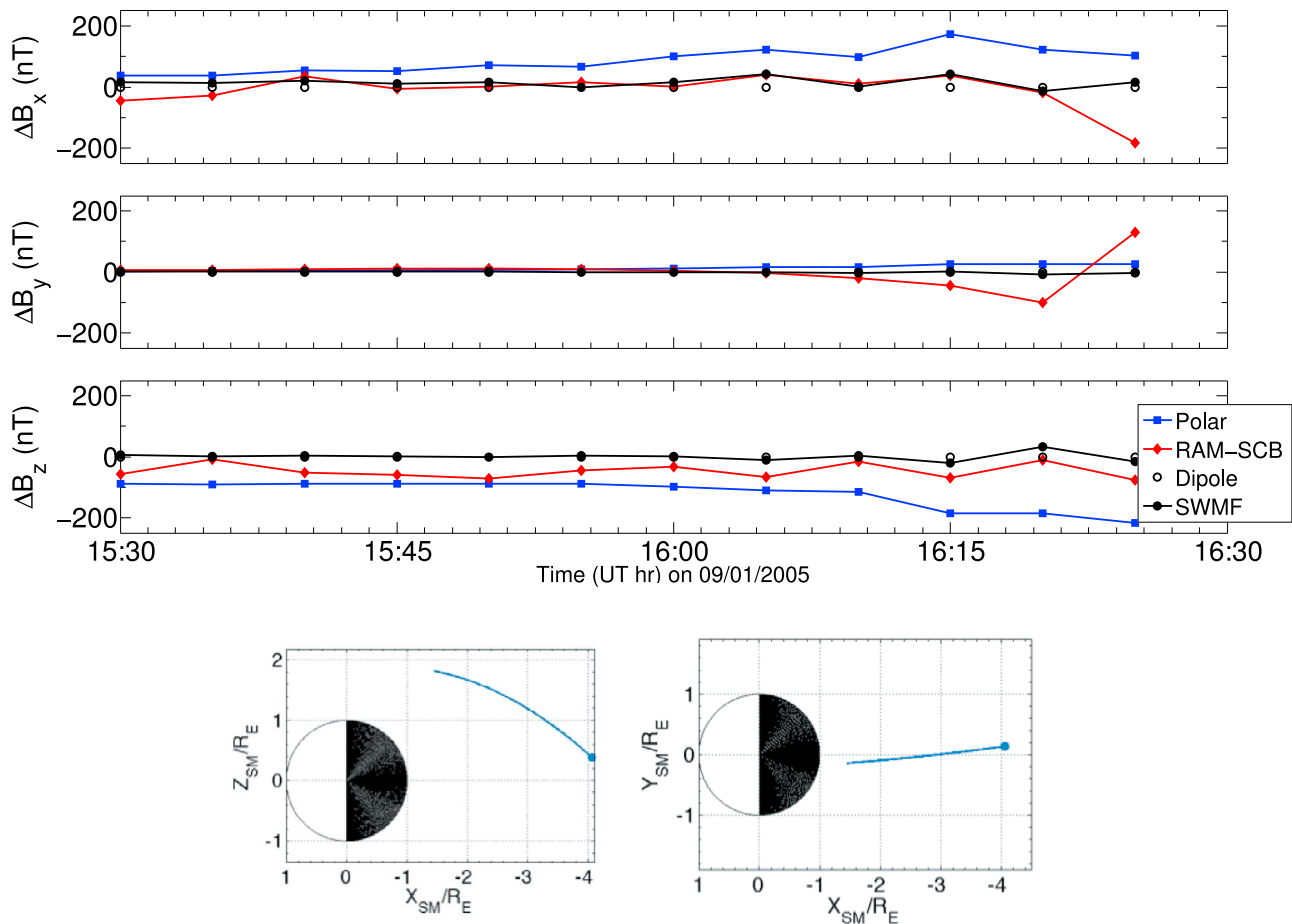 200
0
−200
ΔB_x (nT)
200
0
−200
ΔB_y (nT)
200
0
−200
ΔB_z (nT)
Polar
RAM−SCB
Dipole
SWMF
15:30 15:45 16:00 16:15 16:30
Time (UT hr) on 09/01/2005
2
1
0
-1
Z_SM/R_E
1 0 -1 -2 -3 -4
X_SM/R_E
1
0
-1
Y_SM/R_E
1 0 -1 -2 -3 -4
X_SM/R_E